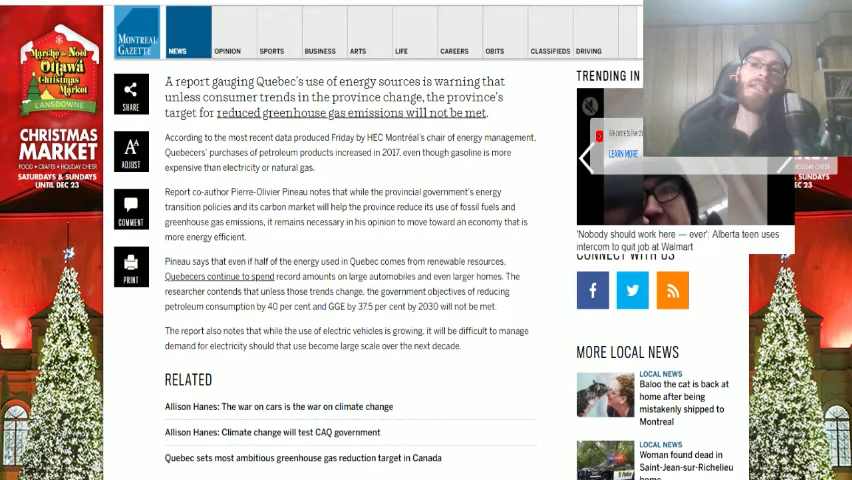 MONTREAL
GAZETTE
NEWS
OPINION
SPORTS
BUSINESS
ARTS
LIFE
CAREERS
OBITS
CLASSIFIEDS
DRIVING
Marché de Noël
Ottawa
Christmas
Market
LANSDOWNE
CHRISTMAS
MARKET
FOOD • CRAFTS • HOLIDAY CHEER
SATURDAYS & SUNDAYS
UNTIL DEC 23
SHARE
ADJUST
COMMENT
PRINT
A report gauging Quebec's use of energy sources is warning that
unless consumer trends in the province change, the province's
target for reduced greenhouse gas emissions will not be met.
According to the most recent data produced Friday by HEC Montréal's chair of energy management,
Quebecers' purchases of petroleum products increased in 2017, even though gasoline is more
expensive than electricity or natural gas.
Report co-author Pierre-Olivier Pineau notes that while the provincial government's energy
transition policies and its carbon market will help the province reduce its use of fossil fuels and
greenhouse gas emissions, it remains necessary in his opinion to move toward an economy that is
more energy efficient.
Pineau says that even if half of the energy used in Quebec comes from renewable resources,
Quebecers continue to spend record amounts on large automobiles and even larger homes. The
researcher contends that unless those trends change, the government objectives of reducing
petroleum consumption by 40 per cent and GGE by 37.5 per cent by 2030 will not be met.
The report also notes that while the use of electric vehicles is growing, it will be difficult to manage
demand for electricity should that use become large scale over the next decade.
RELATED
Allison Hanes: The war on cars is the war on climate change
Allison Hanes: Climate change will test CAQ government
Quebec sets most ambitious greenhouse gas reduction target in Canada
TRENDING IN
LEARN MORE
'Nobody should work here — ever': Alberta teen uses
intercom to quit job at Walmart
CONNECT WITH US
MORE LOCAL NEWS
LOCAL NEWS
Baloo the cat is back at
home after being
mistakenly shipped to
Montreal
LOCAL NEWS
Woman found dead in
Saint-Jean-sur-Richelieu
home